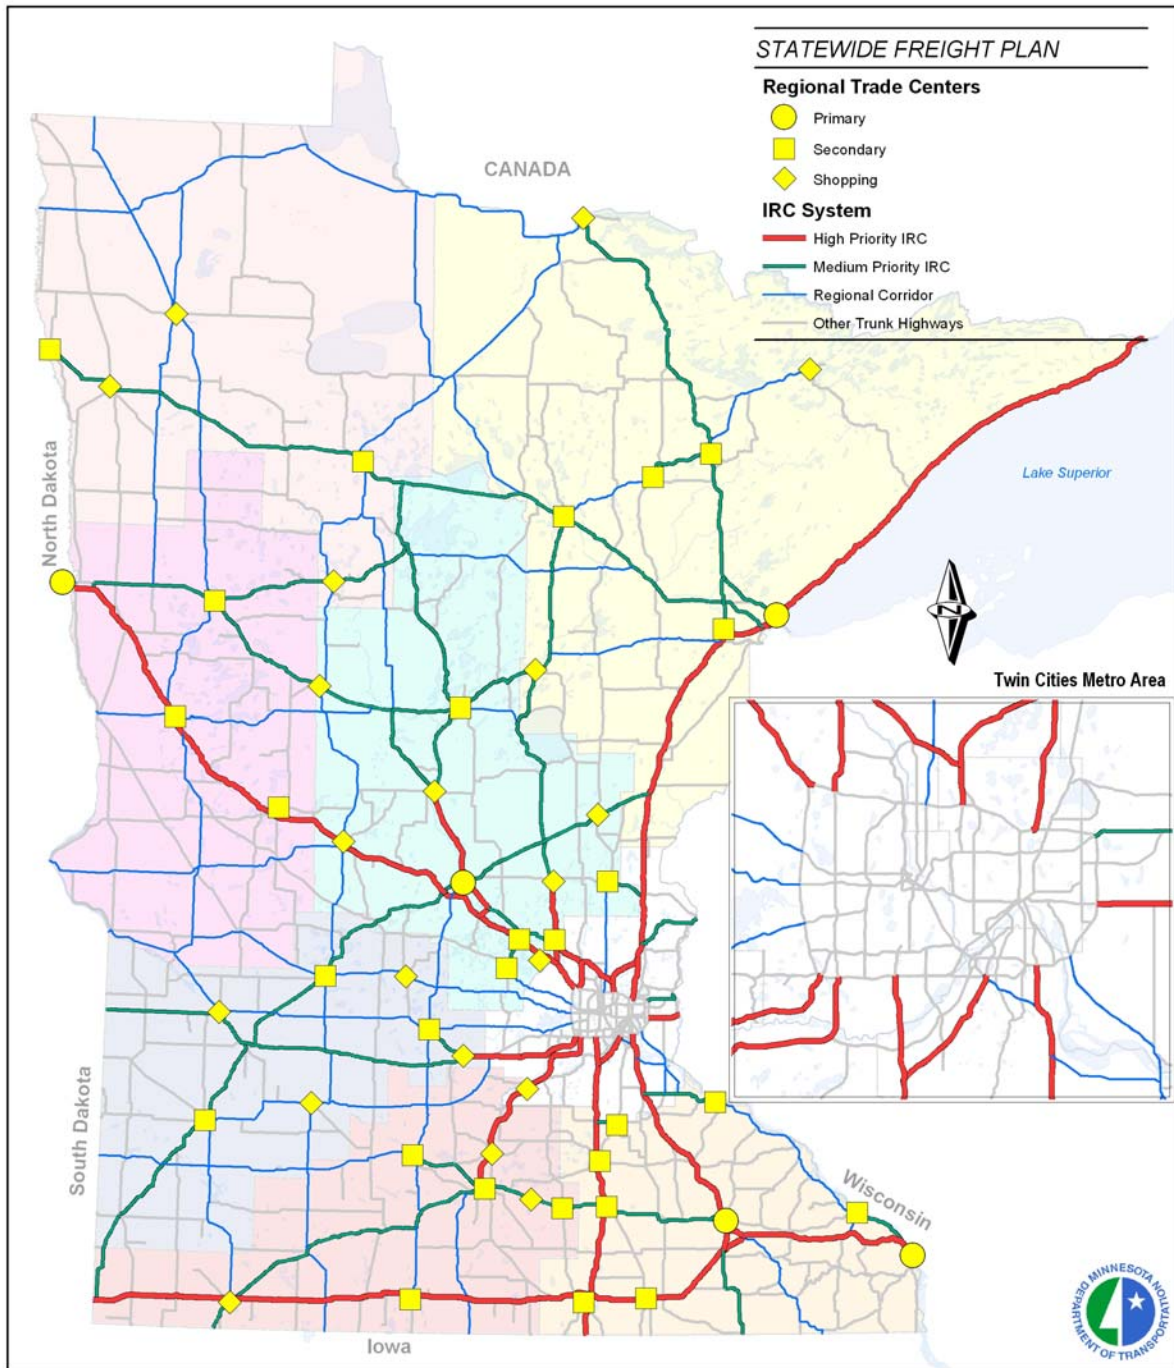 STATEWIDE FREIGHT PLAN
Regional Trade Centers
Primary
Secondary
Shopping
IRC System
High Priority IRC
Medium Priority IRC
Regional Corridor
Other Trunk Highways
CANADA
North Dakota
Lake Superior
N
Twin Cities Metro Area
South Dakota
Wisconsin
Iowa
MINNESOTA
DEPARTMENT OF TRANSPORTATION